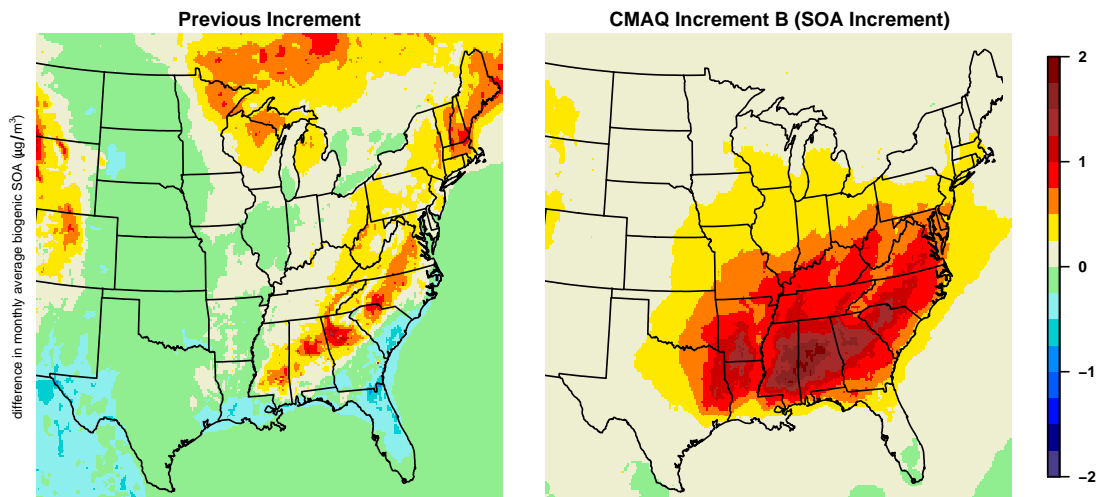 Previous Increment
CMAQ Increment B (SOA Increment)
difference in monthly average biogenic SOA (µg/m³)
2
1
0
−1
−2